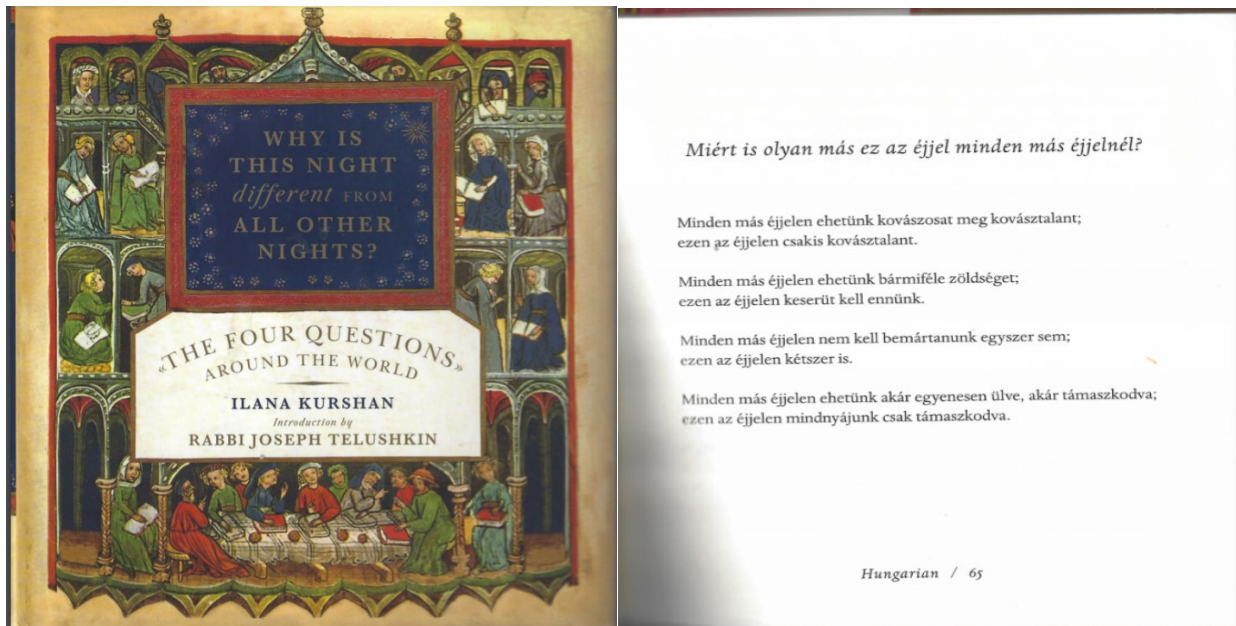 WHY IS
THIS NIGHT
different FROM
ALL OTHER
NIGHTS?
«THE FOUR QUESTIONS»
AROUND THE WORLD
ILANA KURSHAN
Introduction by
RABBI JOSEPH TELUSHKIN
Miért is olyan más ez az éjjel minden más éjjelnél?
Minden más éjjelen ehetünk kovászosat meg kovásztalant;
ezen az éjjelen csakis kovásztalant.
Minden más éjjelen ehetünk bármiféle zöldséget;
ezen az éjjelen keserüt kell ennünk.
Minden más éjjelen nem kell bemártanunk egyszer sem;
ezen az éjjelen kétszer is.
Minden más éjjelen ehetünk akár egyenesen ülve, akár támaszkodva;
ezen az éjjelen mindnyájunk csak támaszkodva.
Hungarian / 65